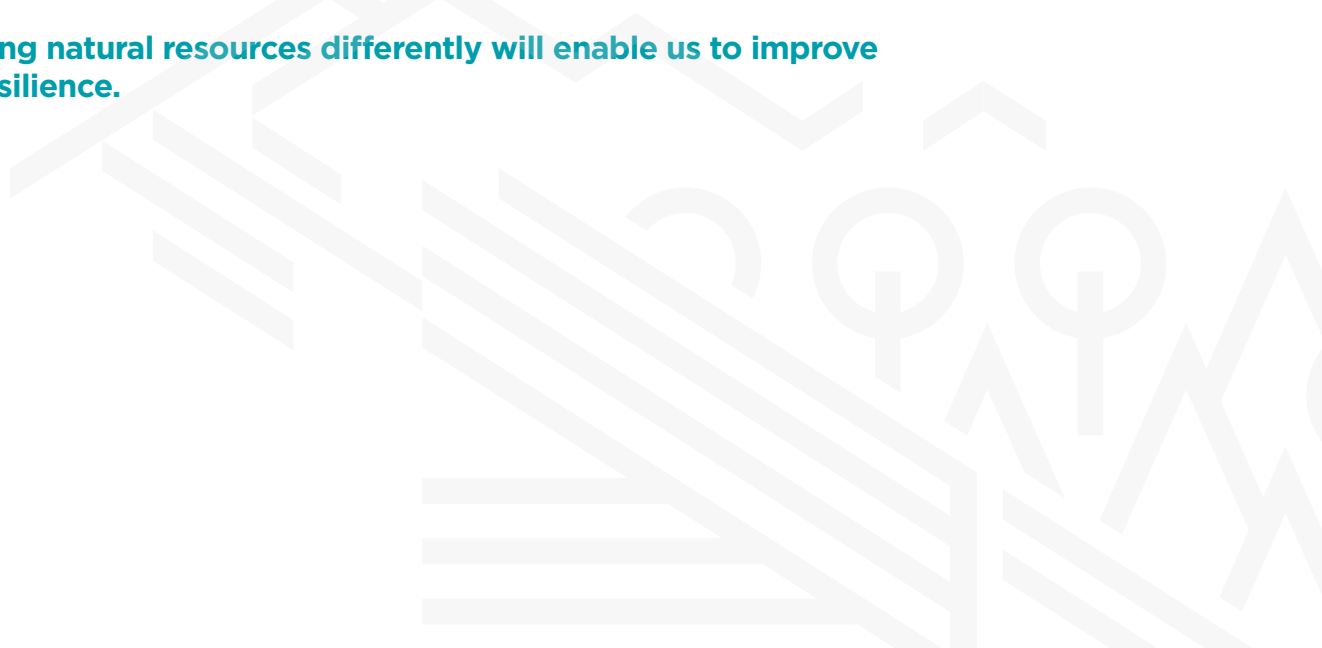 ng natural resources differently will enable us to improve
silience.